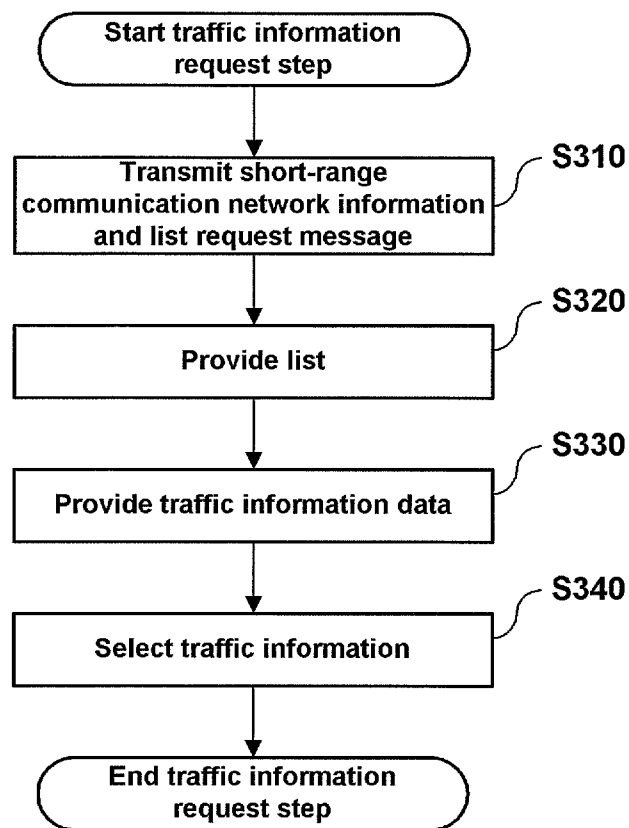 Start traffic information
request step
S310
Transmit short-range
communication network information
and list request message
S320
Provide list
S330
Provide traffic information data
S340
Select traffic information
End traffic information
request step